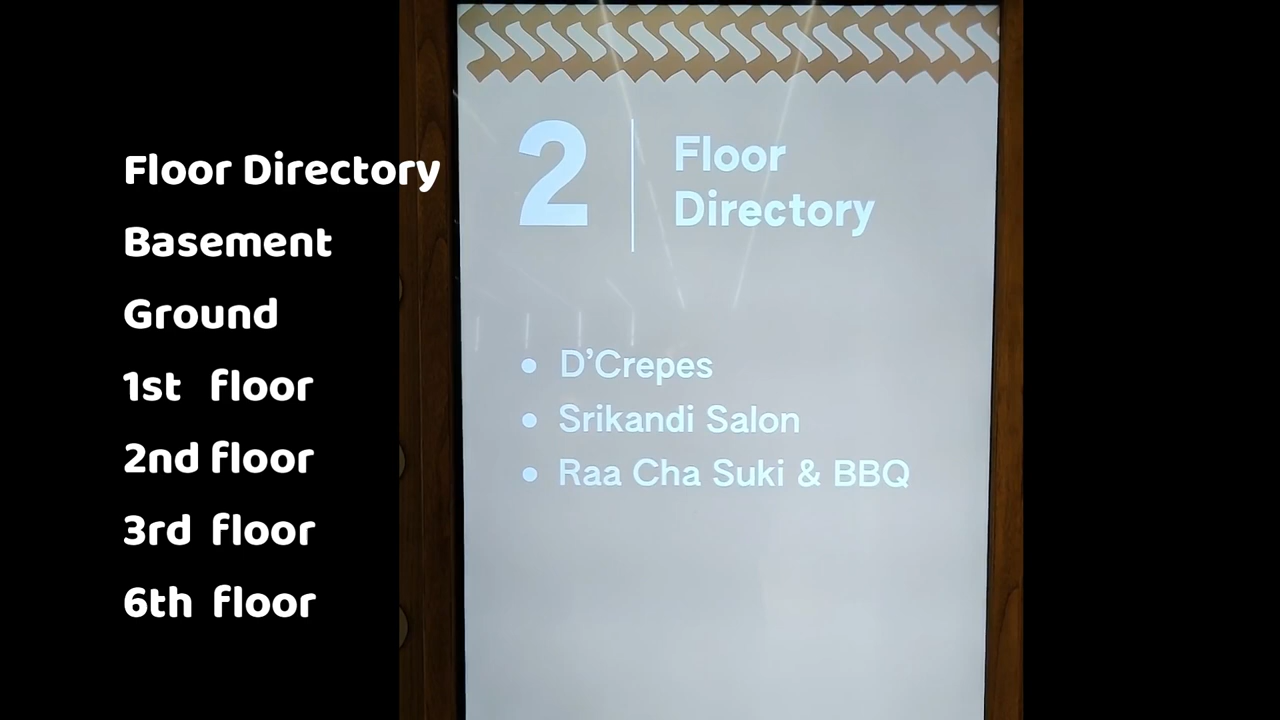 Floor Directory
Basement
Ground
1st floor
2nd floor
3rd floor
6th floor
2
Floor
Directory
• D'Crepes
• Srikandi Salon
• Raa Cha Suki & BBQ